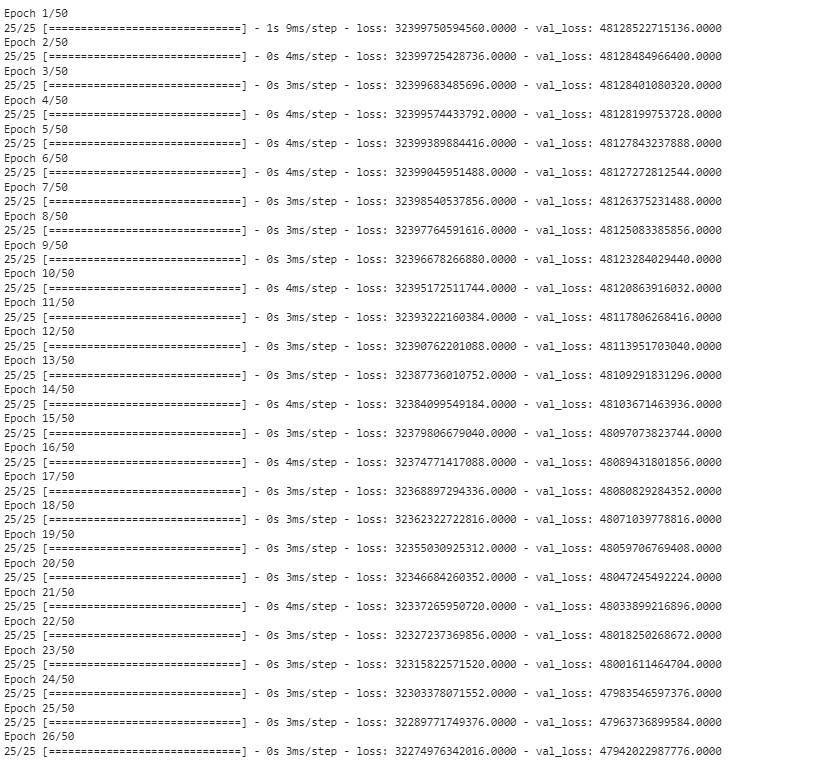 Epoch 1/50
25/25 [==============================] - 1s 9ms/step - loss: 32399750594560.0000 - val_loss: 48128522715136.0000
Epoch 2/50
25/25 [==============================] - 0s 4ms/step - loss: 32399725428736.0000 - val_loss: 48128484966400.0000
Epoch 3/50
25/25 [==============================] - 0s 3ms/step - loss: 32399683485696.0000 - val_loss: 48128401080320.0000
Epoch 4/50
25/25 [==============================] - 0s 4ms/step - loss: 32399574433792.0000 - val_loss: 48128199753728.0000
Epoch 5/50
25/25 [==============================] - 0s 4ms/step - loss: 32399389884416.0000 - val_loss: 48127843237888.0000
Epoch 6/50
25/25 [==============================] - 0s 4ms/step - loss: 32399045951488.0000 - val_loss: 48127272812544.0000
Epoch 7/50
25/25 [==============================] - 0s 3ms/step - loss: 32398540537856.0000 - val_loss: 48126375231488.0000
Epoch 8/50
25/25 [==============================] - 0s 3ms/step - loss: 32397764591616.0000 - val_loss: 48125083385856.0000
Epoch 9/50
25/25 [==============================] - 0s 3ms/step - loss: 32396678266880.0000 - val_loss: 48123284029440.0000
Epoch 10/50
25/25 [==============================] - 0s 4ms/step - loss: 32395172511744.0000 - val_loss: 48120863916032.0000
Epoch 11/50
25/25 [==============================] - 0s 3ms/step - loss: 32393222160384.0000 - val_loss: 48117806268416.0000
Epoch 12/50
25/25 [==============================] - 0s 3ms/step - loss: 32390762201088.0000 - val_loss: 48113951703040.0000
Epoch 13/50
25/25 [==============================] - 0s 3ms/step - loss: 32387736010752.0000 - val_loss: 48109291831296.0000
Epoch 14/50
25/25 [==============================] - 0s 4ms/step - loss: 32384099549184.0000 - val_loss: 48103671463936.0000
Epoch 15/50
25/25 [==============================] - 0s 3ms/step - loss: 32379806679040.0000 - val_loss: 48097073823744.0000
Epoch 16/50
25/25 [==============================] - 0s 4ms/step - loss: 32374771417088.0000 - val_loss: 48089431801856.0000
Epoch 17/50
25/25 [==============================] - 0s 3ms/step - loss: 32368897294336.0000 - val_loss: 48080829284352.0000
Epoch 18/50
25/25 [==============================] - 0s 3ms/step - loss: 32362322722816.0000 - val_loss: 48071039778816.0000
Epoch 19/50
25/25 [==============================] - 0s 3ms/step - loss: 32355030925312.0000 - val_loss: 48059706769408.0000
Epoch 20/50
25/25 [==============================] - 0s 3ms/step - loss: 32346684260352.0000 - val_loss: 48047245492224.0000
Epoch 21/50
25/25 [==============================] - 0s 4ms/step - loss: 32337265950720.0000 - val_loss: 48033899216896.0000
Epoch 22/50
25/25 [==============================] - 0s 3ms/step - loss: 32327237369856.0000 - val_loss: 48018250268672.0000
Epoch 23/50
25/25 [==============================] - 0s 3ms/step - loss: 32315822571520.0000 - val_loss: 48001611464704.0000
Epoch 24/50
25/25 [==============================] - 0s 3ms/step - loss: 32303378071552.0000 - val_loss: 47983546597376.0000
Epoch 25/50
25/25 [==============================] - 0s 3ms/step - loss: 32289771749376.0000 - val_loss: 47963736899584.0000
Epoch 26/50
25/25 [==============================] - 0s 3ms/step - loss: 32274976342016.0000 - val_loss: 47942022987776.0000